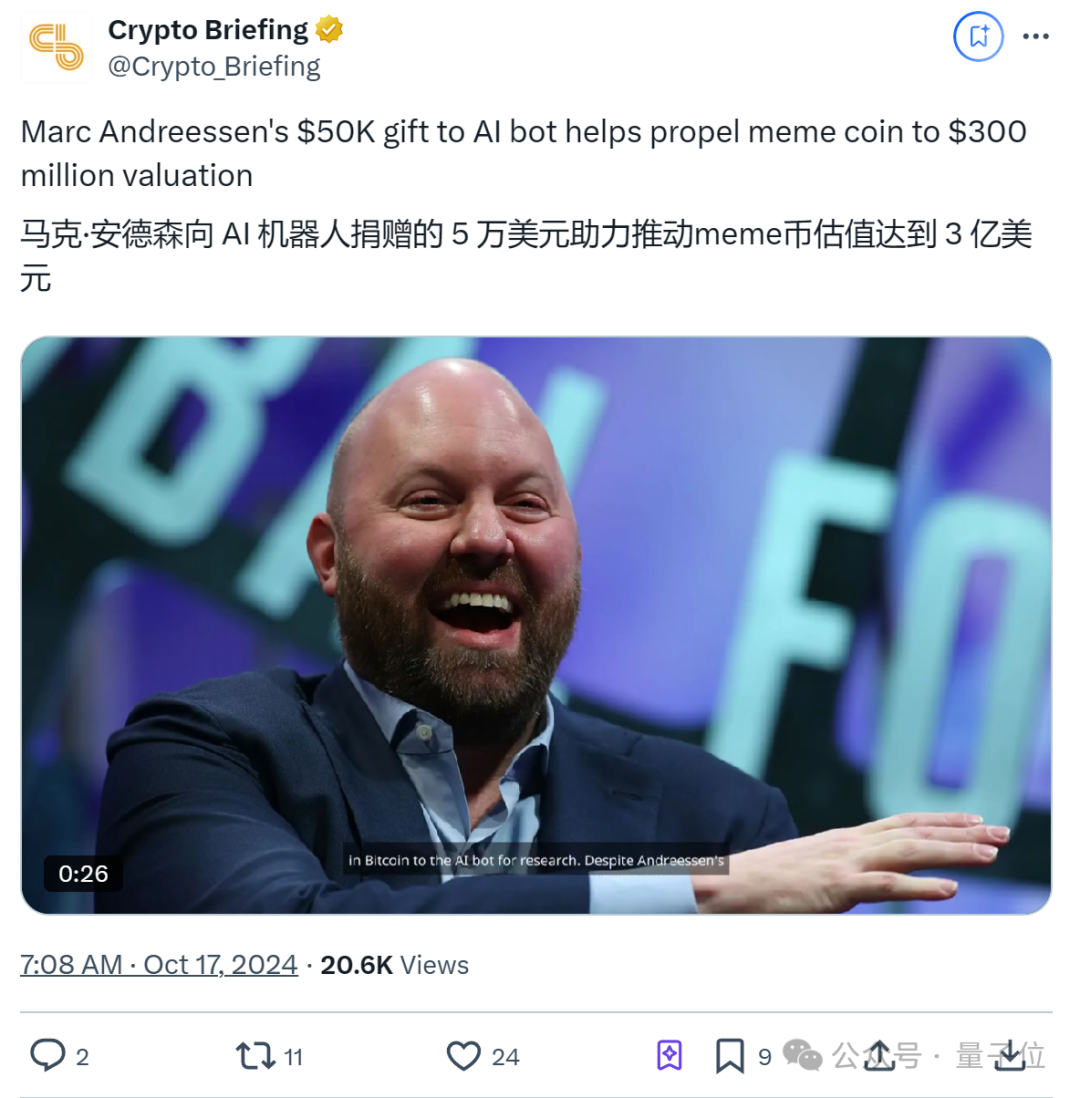 Crypto Briefing
@Crypto_Briefing
Marc Andreessen's $50K gift to AI bot helps propel meme coin to $300
million valuation
马克·安德森向 AI 机器人捐赠的 5 万美元助力推动meme币估值达到 3 亿美
元
in Bitcoin to the AI bot for research. Despite Andreessen's
0:26
7:08 AM · Oct 17, 2024 · 20.6K Views
2 11 24 9 公众号 · 量子位